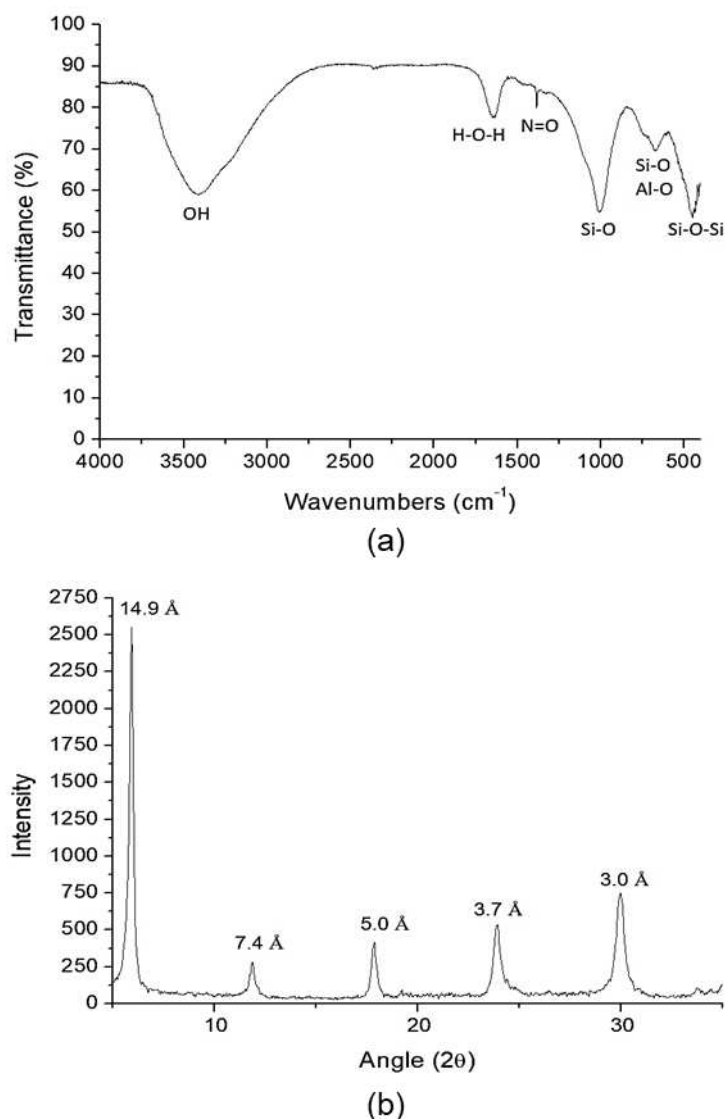 100
90
80
70
60
50
40
30
20
10
0
Transmittance (%)
OH
H-O-H
N=O
Si-O
Si-O
Al-O
Si-O-Si
4000 3500 3000 2500 2000 1500 1000 500
Wavenumbers (cm⁻¹)
(a)
2750
2500
2250
2000
1750
1500
1250
1000
750
500
250
0
Intensity
14.9 Å
7.4 Å
5.0 Å
3.7 Å
3.0 Å
10 20 30
Angle (2θ)
(b)